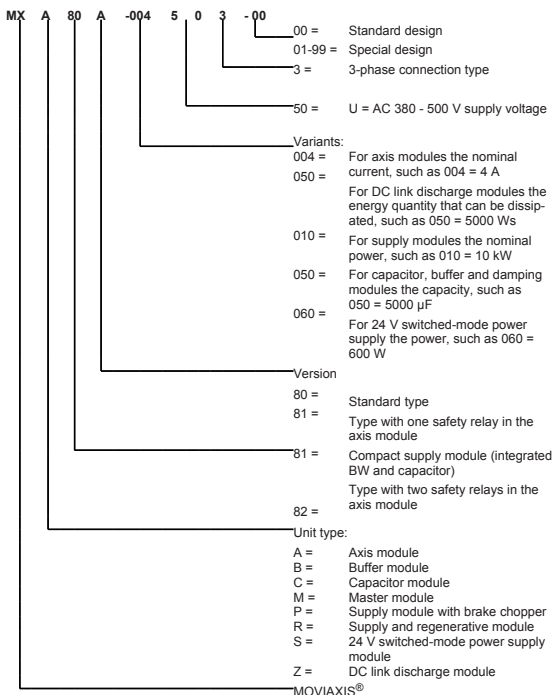 MX A 80 A -004 5 0 3 - 00
00 = Standard design
01-99 = Special design
3 = 3-phase connection type
50 = U = AC 380 - 500 V supply voltage
Variants:
004 = For axis modules the nominal
current, such as 004 = 4 A
050 =
For DC link discharge modules the
energy quantity that can be dissip-
ated, such as 050 = 5000 Ws
010 =
For supply modules the nominal
power, such as 010 = 10 kW
050 = For capacitor, buffer and damping
modules the capacity, such as
050 = 5000 µF
060 =
For 24 V switched-mode power
supply the power, such as 060 =
600 W
Version
80 =
Standard type
81 =
Type with one safety relay in the
axis module
81 = Compact supply module (integrated
BW and capacitor)
Type with two safety relays in the
axis module
82 =
Unit type:
A = Axis module
B = Buffer module
C = Capacitor module
M = Master module
P = Supply module with brake chopper
R = Supply and regenerative module
S = 24 V switched-mode power supply
module
Z = DC link discharge module
MOVIAXIS®